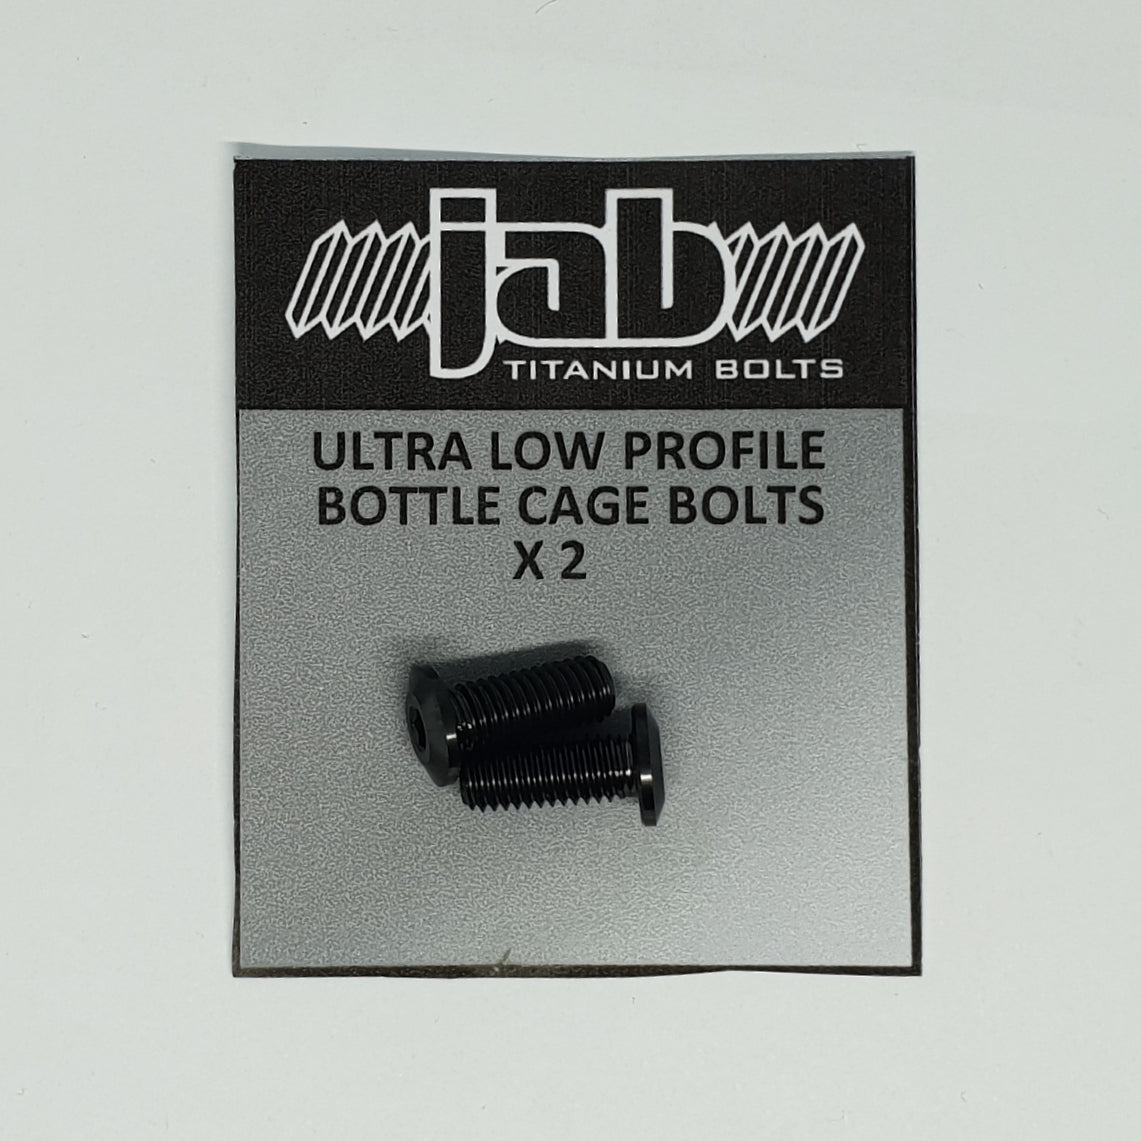 jab
TITANIUM BOLTS
ULTRA LOW PROFILE
BOTTLE CAGE BOLTS
X 2